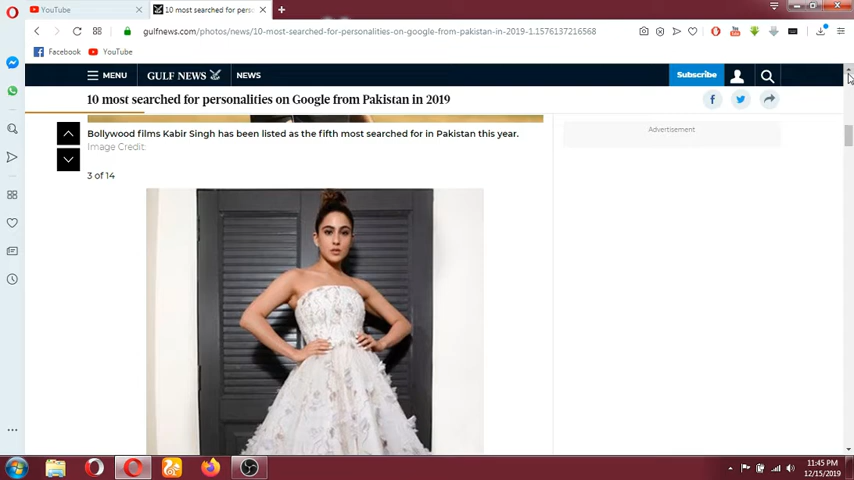 YouTube
10 most searched for perso
gulfnews.com/photos/news/10-most-searched-for-personalities-on-google-from-pakistan-in-2019-1.1576137216568
Facebook
YouTube
MENU
GULF NEWS
NEWS
Subscribe
10 most searched for personalities on Google from Pakistan in 2019
Bollywood films Kabir Singh has been listed as the fifth most searched for in Pakistan this year.
Image Credit:
Advertisement
3 of 14
11:45 PM
12/15/2019